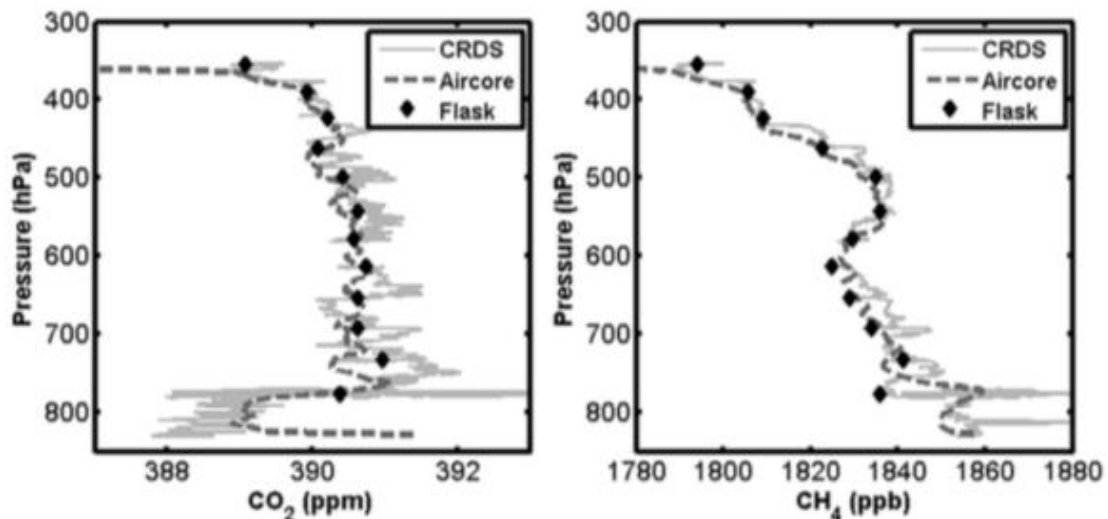 300
400
500
600
700
800
Pressure (hPa)
388
390
392
CO2 (ppm)
CRDS
Aircore
Flask
300
400
500
600
700
800
Pressure (hPa)
1780
1800
1820
1840
1860
1880
CH4 (ppb)
CRDS
Aircore
Flask